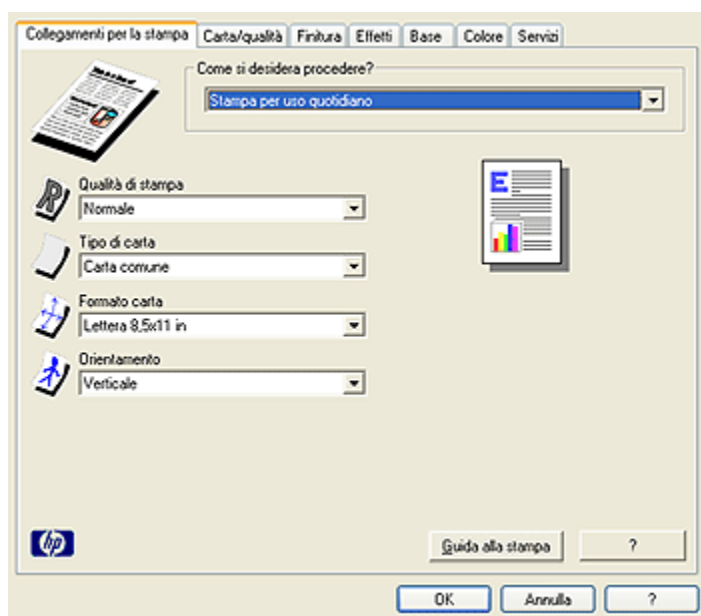 Collegamenti per la stampa Carta/qualità Finitura Effetti Base Colore Servizi
Come si desidera procedere?
Stampa per uso quotidiano
Qualità di stampa
Normale
Tipo di carta
Carta comune
Formato carta
Lettera 8,5x11 in
Orientamento
Verticale
hp
Guida alla stampa ?
OK Annulla ?